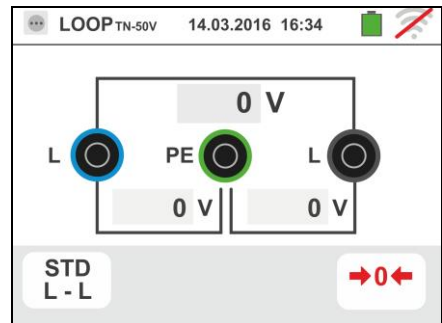 LOOP TN-50V 14.03.2016 16:34
0 V
L PE L
0 V 0 V
STD
L - L
➔0←